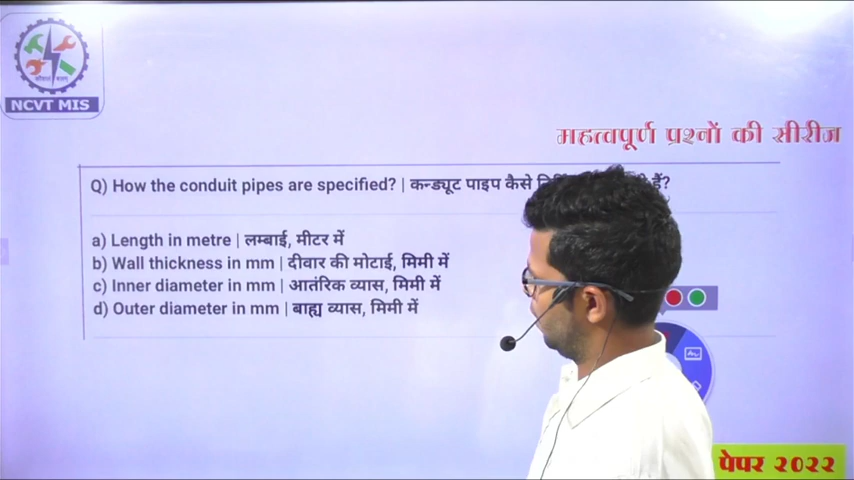 NCVT MIS
महत्वपूर्ण प्रश्नों की सीरीज
Q) How the conduit pipes are specified? | कन्ड्यूट पाइप कैसे हैं?
a) Length in metre | लम्बाई, मीटर में
b) Wall thickness in mm | दीवार की मोटाई, मिमी में
c) Inner diameter in mm | आतंरिक व्यास, मिमी में
d) Outer diameter in mm | बाह्य व्यास, मिमी में
पेपर २०२२